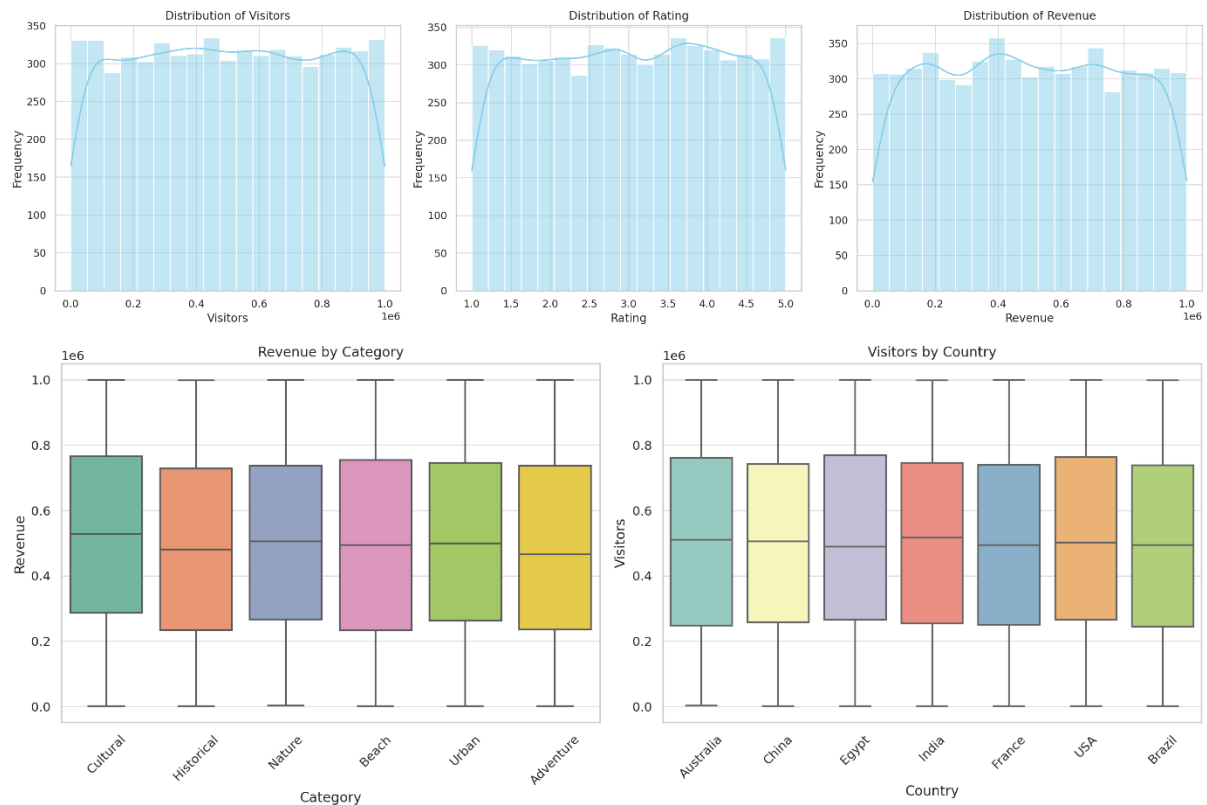 Distribution of Visitors
350
300
250
200
150
100
50
0
Frequency
0.0 0.2 0.4 0.6 0.8 1.0
1e6
Visitors
Distribution of Rating
350
300
250
200
150
100
50
0
Frequency
1.0 1.5 2.0 2.5 3.0 3.5 4.0 4.5 5.0
Rating
Distribution of Revenue
350
300
250
200
150
100
50
0
Frequency
0.0 0.2 0.4 0.6 0.8 1.0
1e6
Revenue
Revenue by Category
1e6
1.0
0.8
0.6
0.4
0.2
0.0
Revenue
Cultural Historical Nature Beach Urban Adventure
Category
Visitors by Country
1e6
1.0
0.8
0.6
0.4
0.2
0.0
Visitors
Australia China Egypt India France USA Brazil
Country